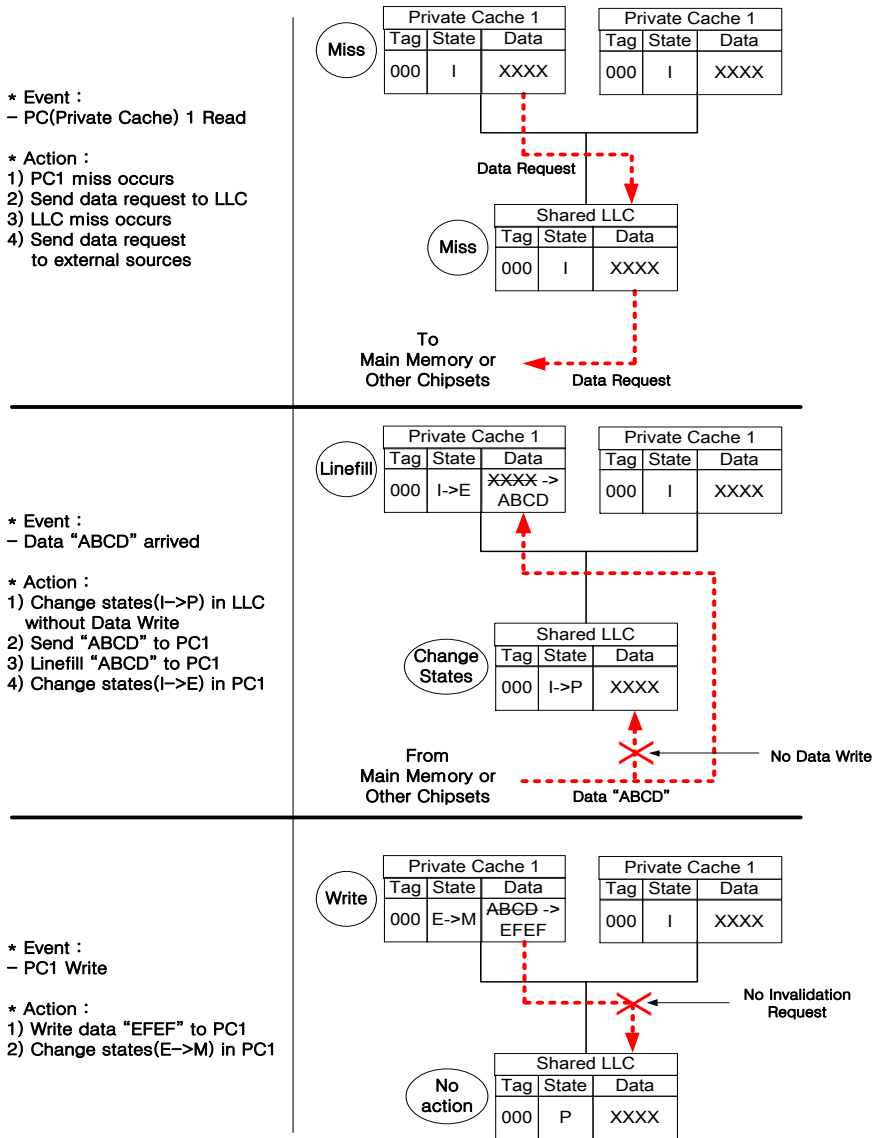 * Event :
– PC(Private Cache) 1 Read
* Action :
1) PC1 miss occurs
2) Send data request to LLC
3) LLC miss occurs
4) Send data request
to external sources
Miss
Private Cache 1
Tag State Data
000 I XXXX
Private Cache 1
Tag State Data
000 I XXXX
Data Request
Miss
Shared LLC
Tag State Data
000 I XXXX
To
Main Memory or
Other Chipsets
Data Request
* Event :
– Data “ABCD” arrived
* Action :
1) Change states(I–>P) in LLC
without Data Write
2) Send “ABCD” to PC1
3) Linefill “ABCD” to PC1
4) Change states(I–>E) in PC1
Linefill
Private Cache 1
Tag State Data
000 I->E XXXX ->
ABCD
Private Cache 1
Tag State Data
000 I XXXX
Change
States
Shared LLC
Tag State Data
000 I->P XXXX
No Data Write
From
Main Memory or
Other Chipsets
Data “ABCD”
* Event :
– PC1 Write
* Action :
1) Write data “EFEF” to PC1
2) Change states(E–>M) in PC1
Write
Private Cache 1
Tag State Data
000 E->M ABCD ->
EFEF
Private Cache 1
Tag State Data
000 I XXXX
No Invalidation
Request
No
action
Shared LLC
Tag State Data
000 P XXXX